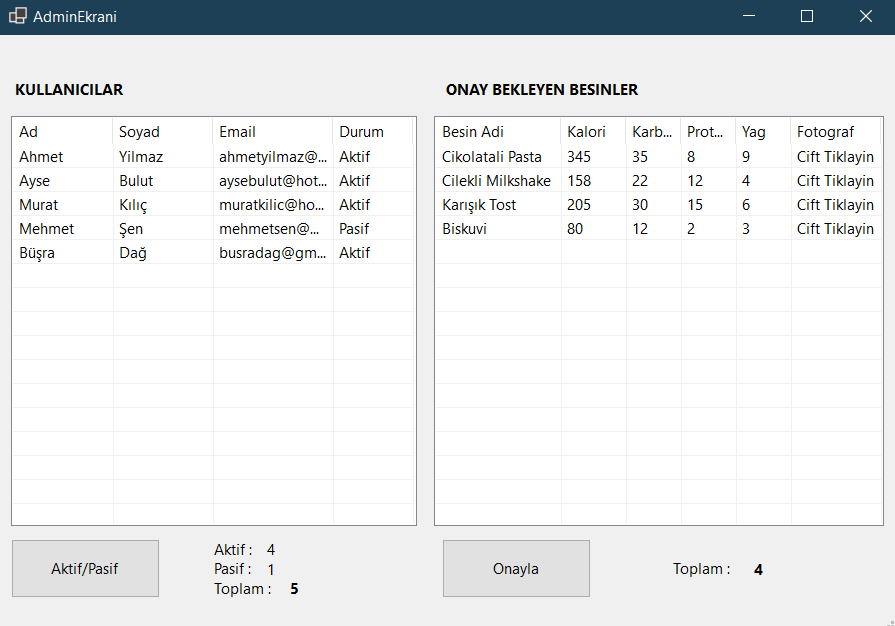 AdminEkrani
KULLANICILAR
Ad Soyad Email Durum
Ahmet Yilmaz ahmetyilmaz@... Aktif
Ayse Bulut aysebulut@hot... Aktif
Murat Kılıç muratkilic@ho... Aktif
Mehmet Şen mehmetsen@... Pasif
Büşra Dağ busradag@gm... Aktif
Aktif/Pasif
Aktif : 4
Pasif : 1
Toplam : 5
ONAY BEKLEYEN BESINLER
Besin Adi Kalori Karb... Prot... Yag Fotograf
Cikolatali Pasta 345 35 8 9 Cift Tiklayin
Cilekli Milkshake 158 22 12 4 Cift Tiklayin
Karışık Tost 205 30 15 6 Cift Tiklayin
Biskuvi 80 12 2 3 Cift Tiklayin
Onayla
Toplam : 4